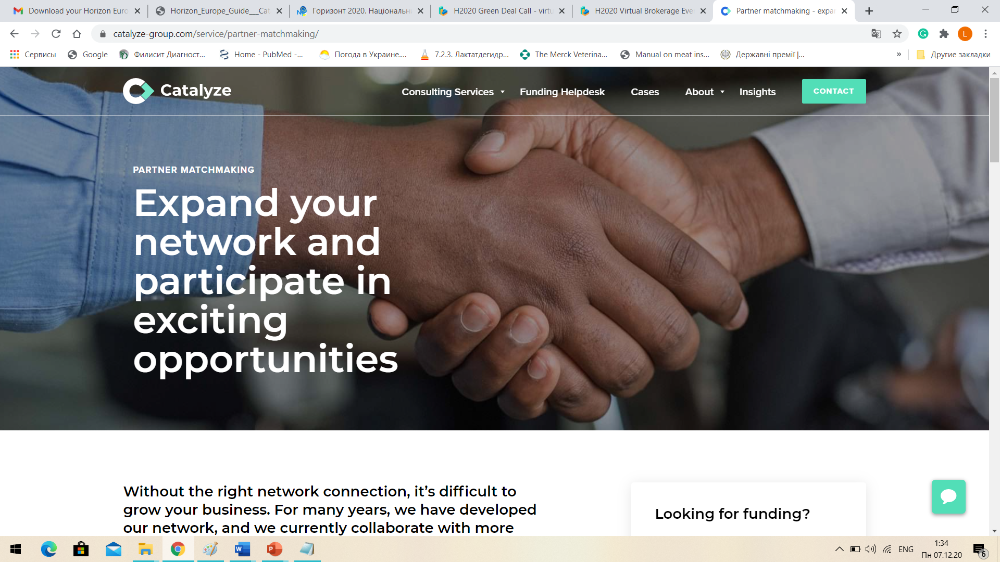 Download your Horizon Euro
Horizon_Europe_Guide___Cat
Горизонт 2020. Національн
H2020 Green Deal Call - virtu
H2020 Virtual Brokerage Eve
Partner matchmaking - expan
catalyze-group.com/service/partner-matchmaking/
L
Сервисы
Google
Филисит Диагност...
Home - PubMed -...
Погода в Украине....
7.2.3. Лактатдегидр...
The Merck Veterina...
Manual on meat ins...
Державні премії |...
»
Другие закладки
Catalyze
Consulting Services
Funding Helpdesk
Cases
About
Insights
CONTACT
PARTNER MATCHMAKING
Expand your
network and
participate in
exciting
opportunities
Without the right network connection, it’s difficult to
grow your business. For many years, we have developed
our network, and we currently collaborate with more
Looking for funding?
ENG
1:34
Пн 07.12.20
6